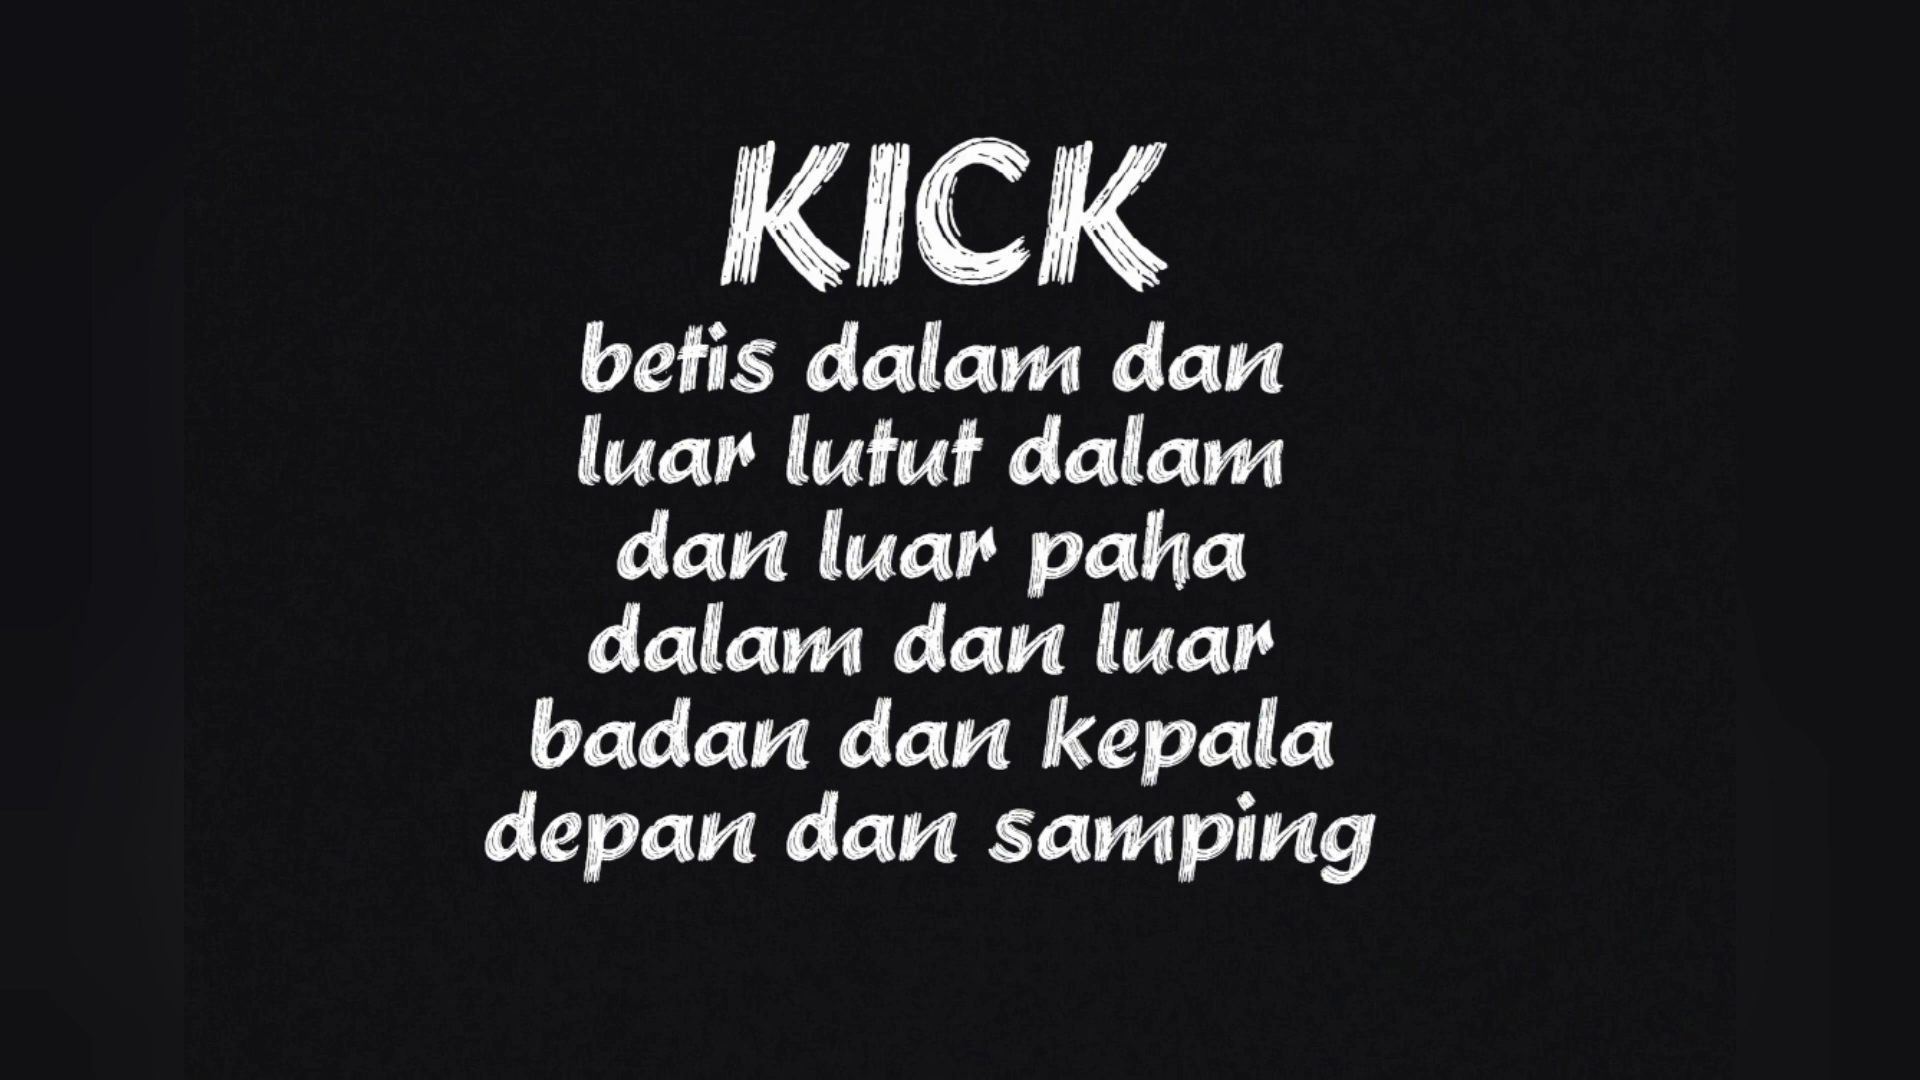 KICK
betis dalam dan
luar lutut dalam
dan luar paha
dalam dan luar
badan dan kepala
depan dan samping